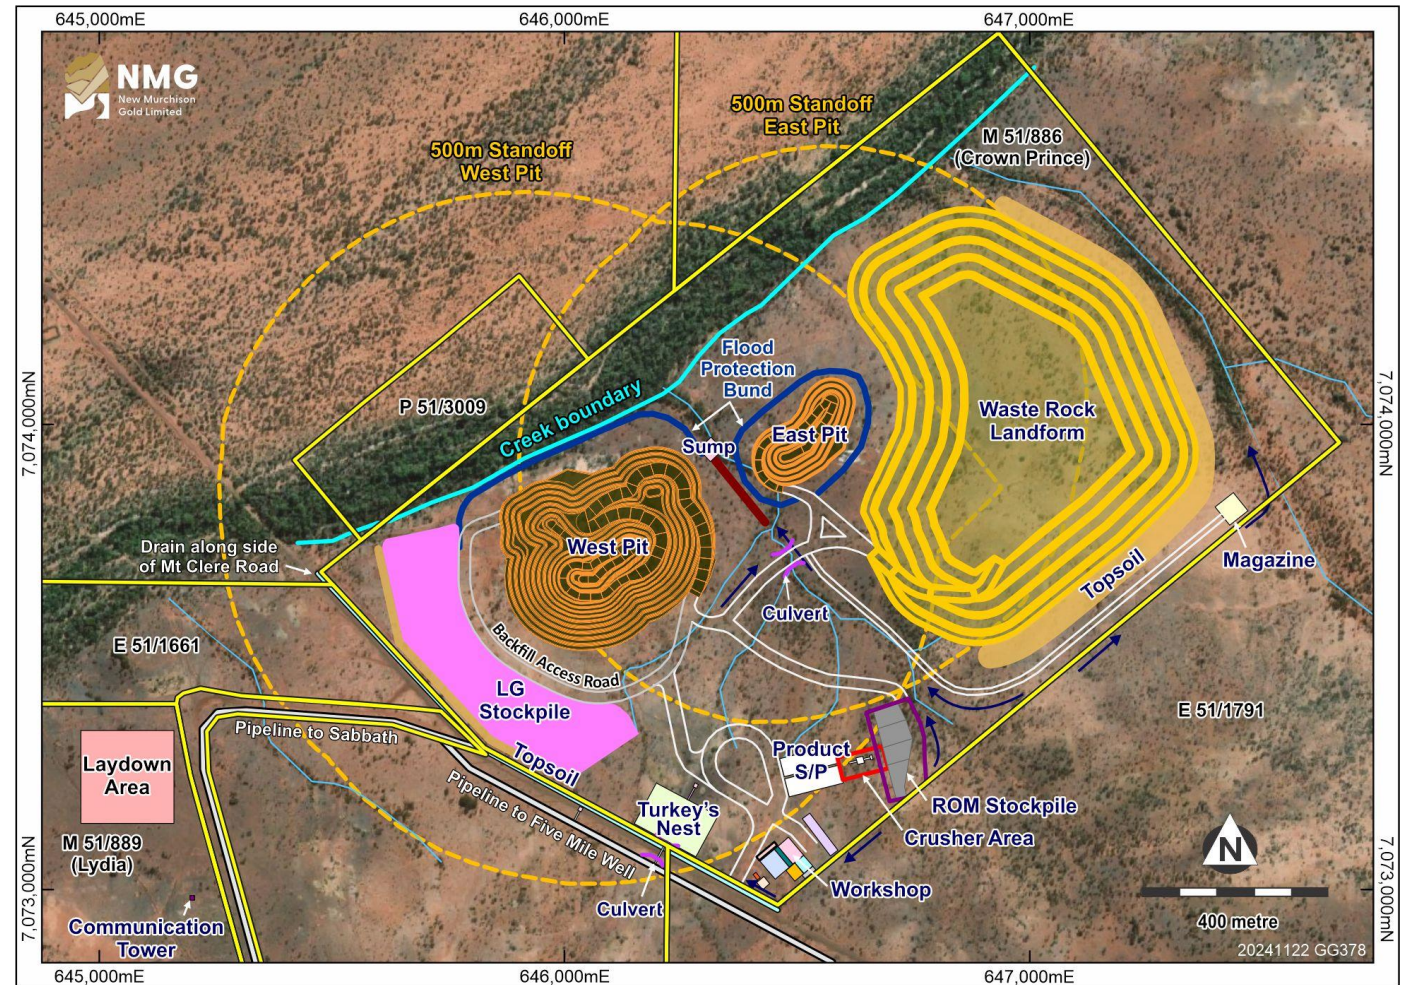 645,000mE
646,000mE
647,000mE
NMG
New Murchison
Gold Limited
500m Standoff
East Pit
500m Standoff
West Pit
M 51/886
(Crown Prince)
Flood
Protection
Bund
7,074,000mN
7,074,000mN
P 51/3009
Creek boundary
Sump
East Pit
Waste Rock
Landform
West Pit
Drain along side
of Mt Clere Road
Magazine
Topsoil
Culvert
E 51/1661
Backfill Access Road
LG
Stockpile
E 51/1791
Pipeline to Sabbath
Topsoil
Product
S/P
Laydown
Area
Pipeline to Five Mile Well
Turkey's
Nest
ROM Stockpile
Crusher Area
M 51/889
(Lydia)
N
7,073,000mN
7,073,000mN
Workshop
Culvert
Communication
Tower
400 metre
20241122 GG378
645,000mE
646,000mE
647,000mE